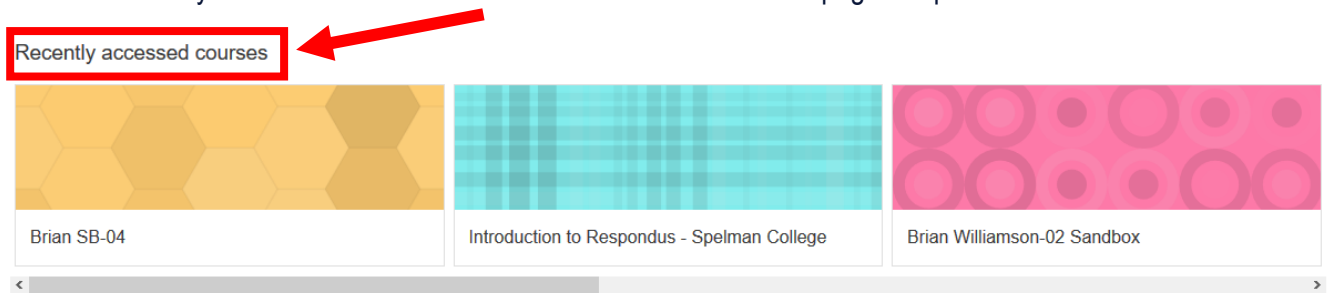 Recently accessed courses
Brian SB-04
Introduction to Respondus - Spelman College
Brian Williamson-02 Sandbox